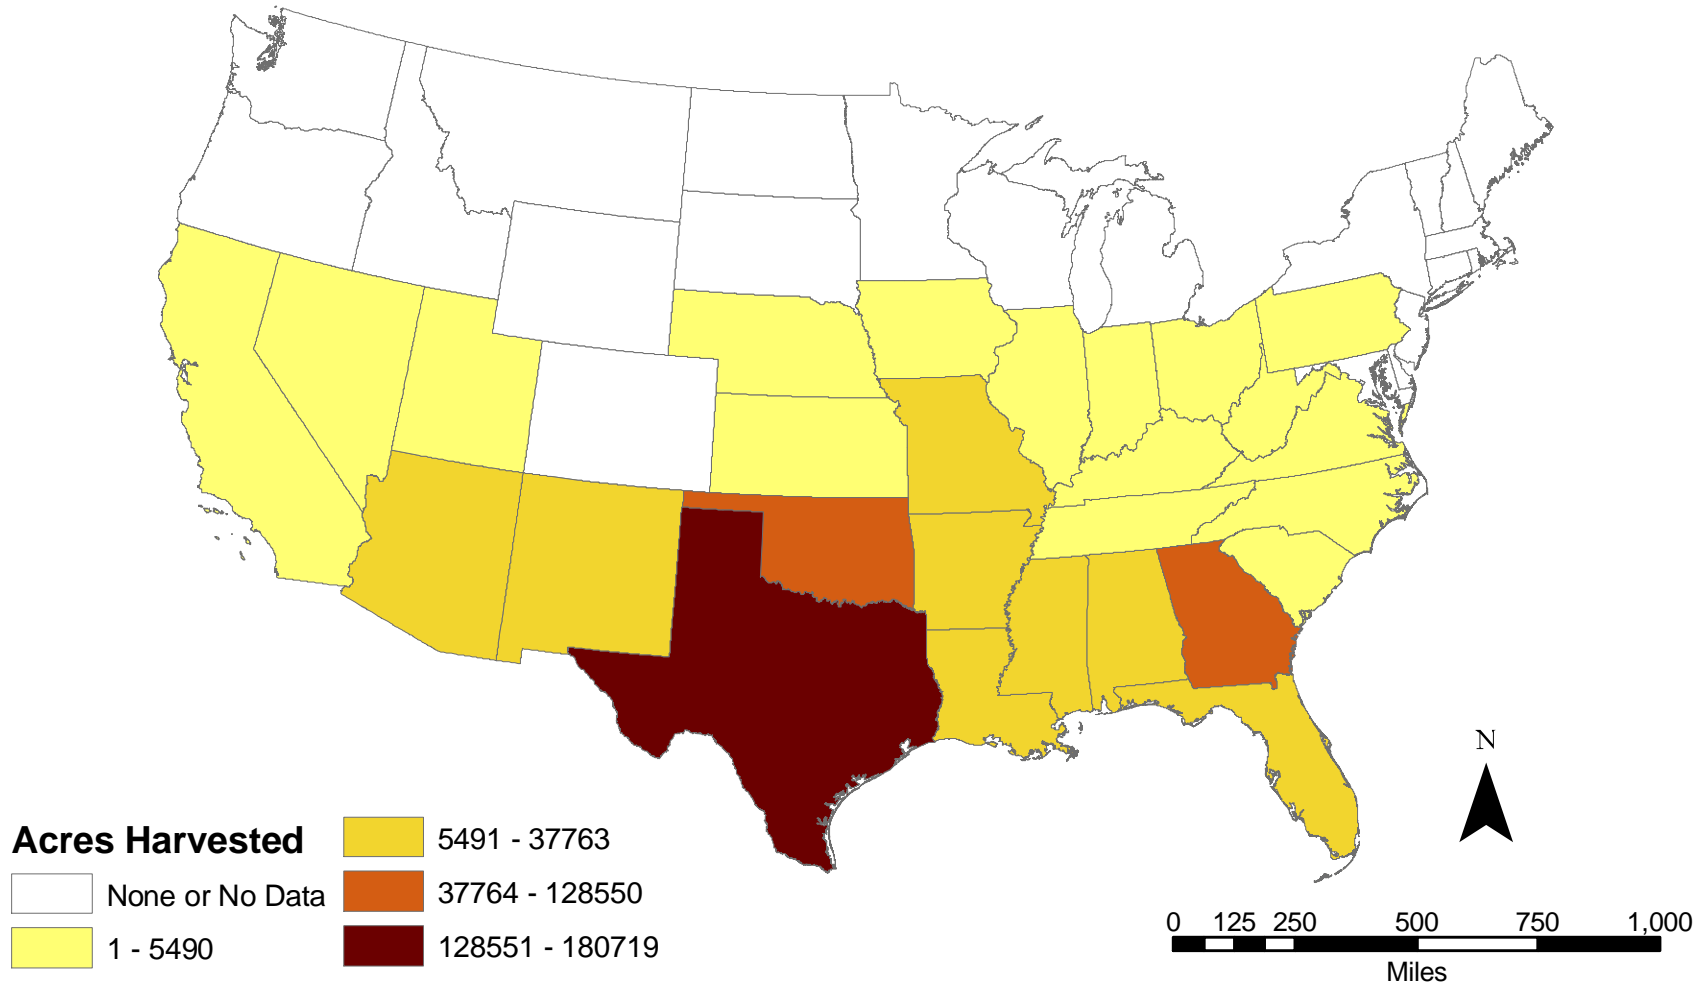 N
Acres Harvested
None or No Data
1 - 5490
5491 - 37763
37764 - 128550
128551 - 180719
0 125 250 500 750 1,000
Miles